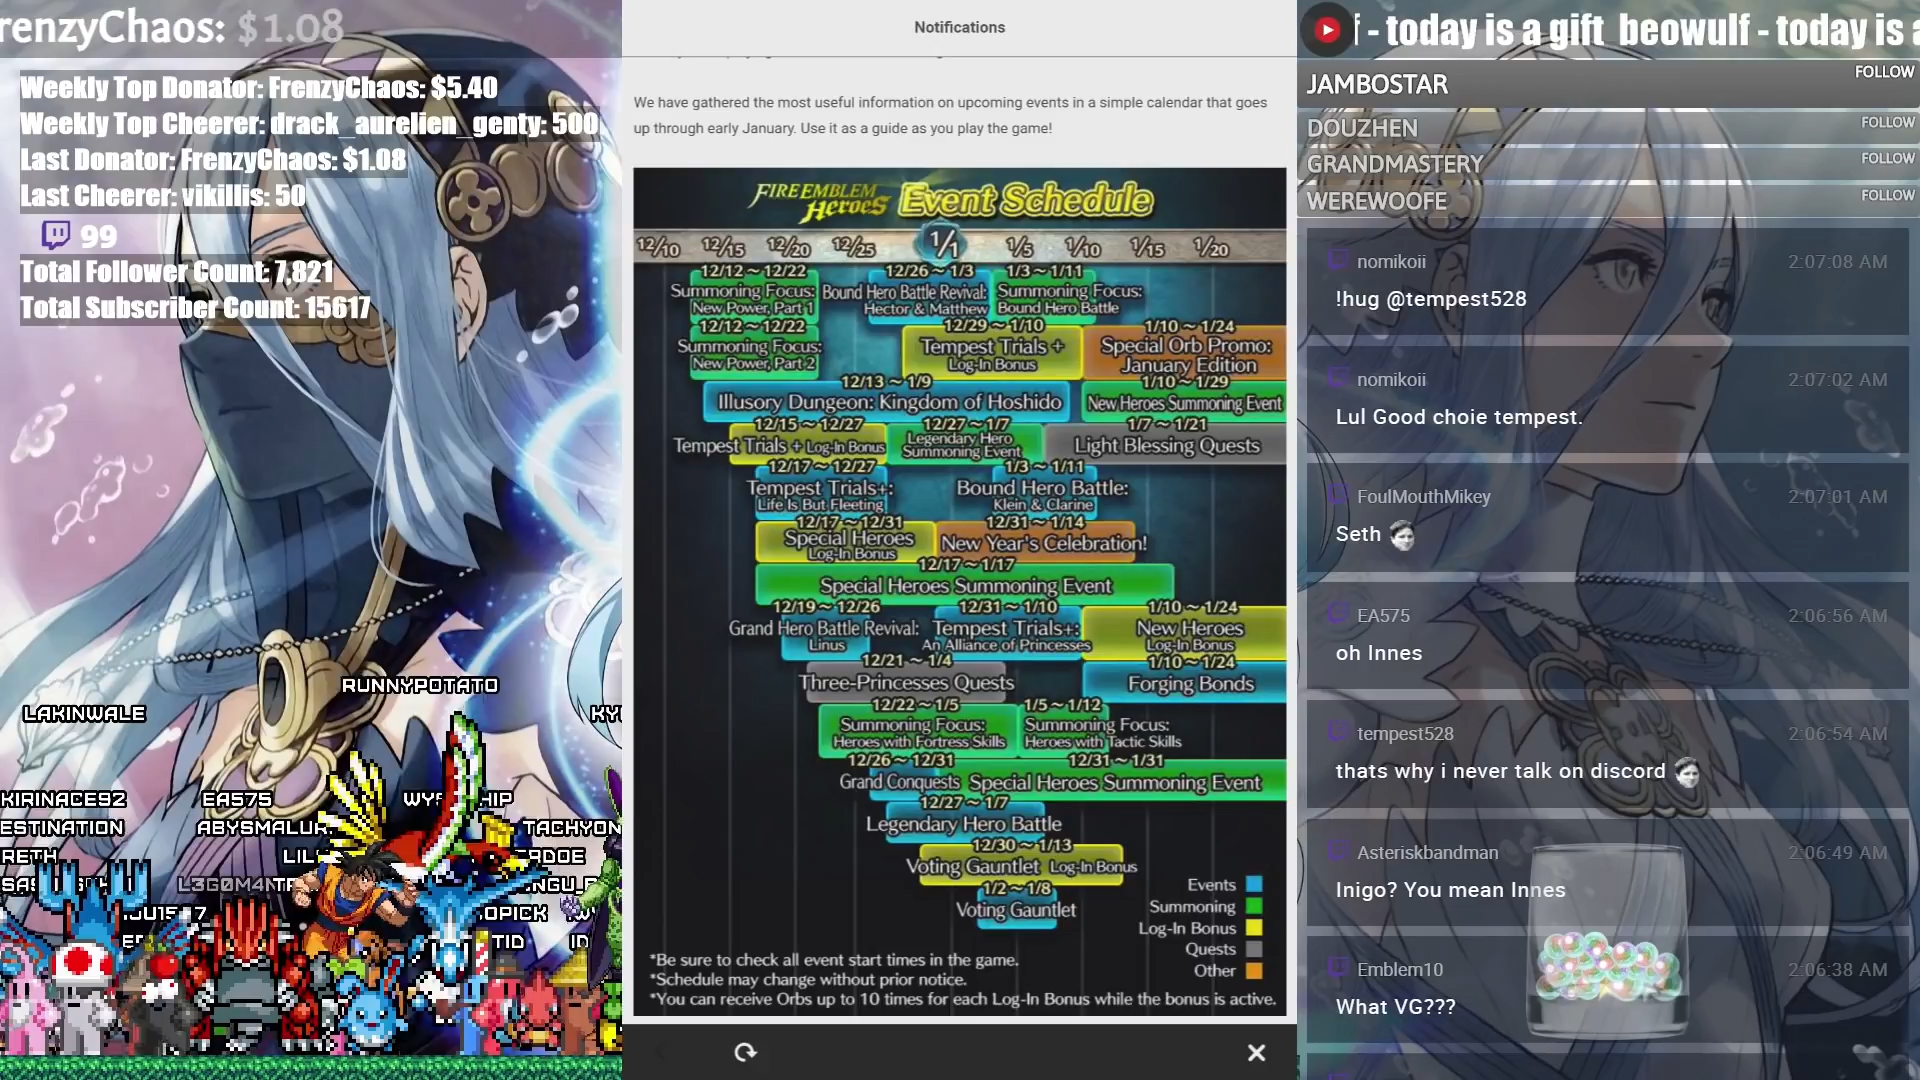 renzyChaos: $1.08
Weekly Top Donator: FrenzyChaos: $5.40
Weekly Top Cheerer: drack_aurelien_genty: 500
Last Donator: FrenzyChaos: $1.08
Last Cheerer: vikillis: 50
99
Total Follower Count: 7,821
Total Subscriber Count: 15617
RUNNYPOTATO
LAKINWALE
KIRINACE92
EA575
ESTINATION
ABYSMALUR
TACHYON
Notifications
We have gathered the most useful information on upcoming events in a simple calendar that goes
up through early January. Use it as a guide as you play the game!
FIRE EMBLEM Heroes Event Schedule
12/10 12/15 12/20 12/25 1/1 1/5 1/10 1/15 1/20
12/12 ~ 12/22
Summoning Focus:
New Power, Part 1
12/26 ~ 1/3
Bound Hero Battle Revival:
Hector & Matthew
1/3 ~ 1/11
Summoning Focus:
Bound Hero Battle
12/12 ~ 12/22
Summoning Focus:
New Power, Part 2
12/29 ~ 1/10
Tempest Trials +
Log-In Bonus
1/10 ~ 1/24
Special Orb Promo:
January Edition
12/13 ~ 1/9
Illusory Dungeon: Kingdom of Hoshido
1/10 ~ 1/29
New Heroes Summoning Event
12/15 ~ 12/27
Tempest Trials + Log-In Bonus
12/27 ~ 1/7
Legendary Hero
Summoning Event
1/7 ~ 1/21
Light Blessing Quests
12/17 ~ 12/27
Tempest Trials+:
Life Is But Fleeting
1/3 ~ 1/11
Bound Hero Battle:
Klein & Clarine
12/17 ~ 12/31
Special Heroes
Log-In Bonus
12/31 ~ 1/14
New Year's Celebration!
12/17 ~ 1/17
Special Heroes Summoning Event
12/19 ~ 12/26
Grand Hero Battle Revival:
Linus
12/31 ~ 1/10
Tempest Trials+:
An Alliance of Princesses
1/10 ~ 1/24
New Heroes
Log-In Bonus
12/21 ~ 1/4
Three-Princesses Quests
1/10 ~ 1/24
Forging Bonds
12/22 ~ 1/5
Summoning Focus:
Heroes with Fortress Skills
1/5 ~ 1/12
Summoning Focus:
Heroes with Tactic Skills
12/26 ~ 12/31
Grand Conquests
12/31 ~ 1/31
Special Heroes Summoning Event
12/27 ~ 1/7
Legendary Hero Battle
12/30 ~ 1/13
Voting Gauntlet Log-In Bonus
1/2 ~ 1/8
Voting Gauntlet
Events
Summoning
Log-In Bonus
Quests
Other
*Be sure to check all event start times in the game.
*Schedule may change without prior notice.
*You can receive Orbs up to 10 times for each Log-In Bonus while the bonus is active.
f - today is a gift beowulf - today is a
JAMBOSTAR FOLLOW
DOUZHEN FOLLOW
GRANDMASTERY FOLLOW
WEREWOOFE FOLLOW
nomikoii 2:07:08 AM
!hug @tempest528
nomikoii 2:07:02 AM
Lul Good choie tempest.
FoulMouthMikey 2:07:01 AM
Seth
EA575 2:06:56 AM
oh Innes
tempest528 2:06:54 AM
thats why i never talk on discord
Asteriskbandman 2:06:49 AM
Inigo? You mean Innes
Emblem10 2:06:38 AM
What VG???